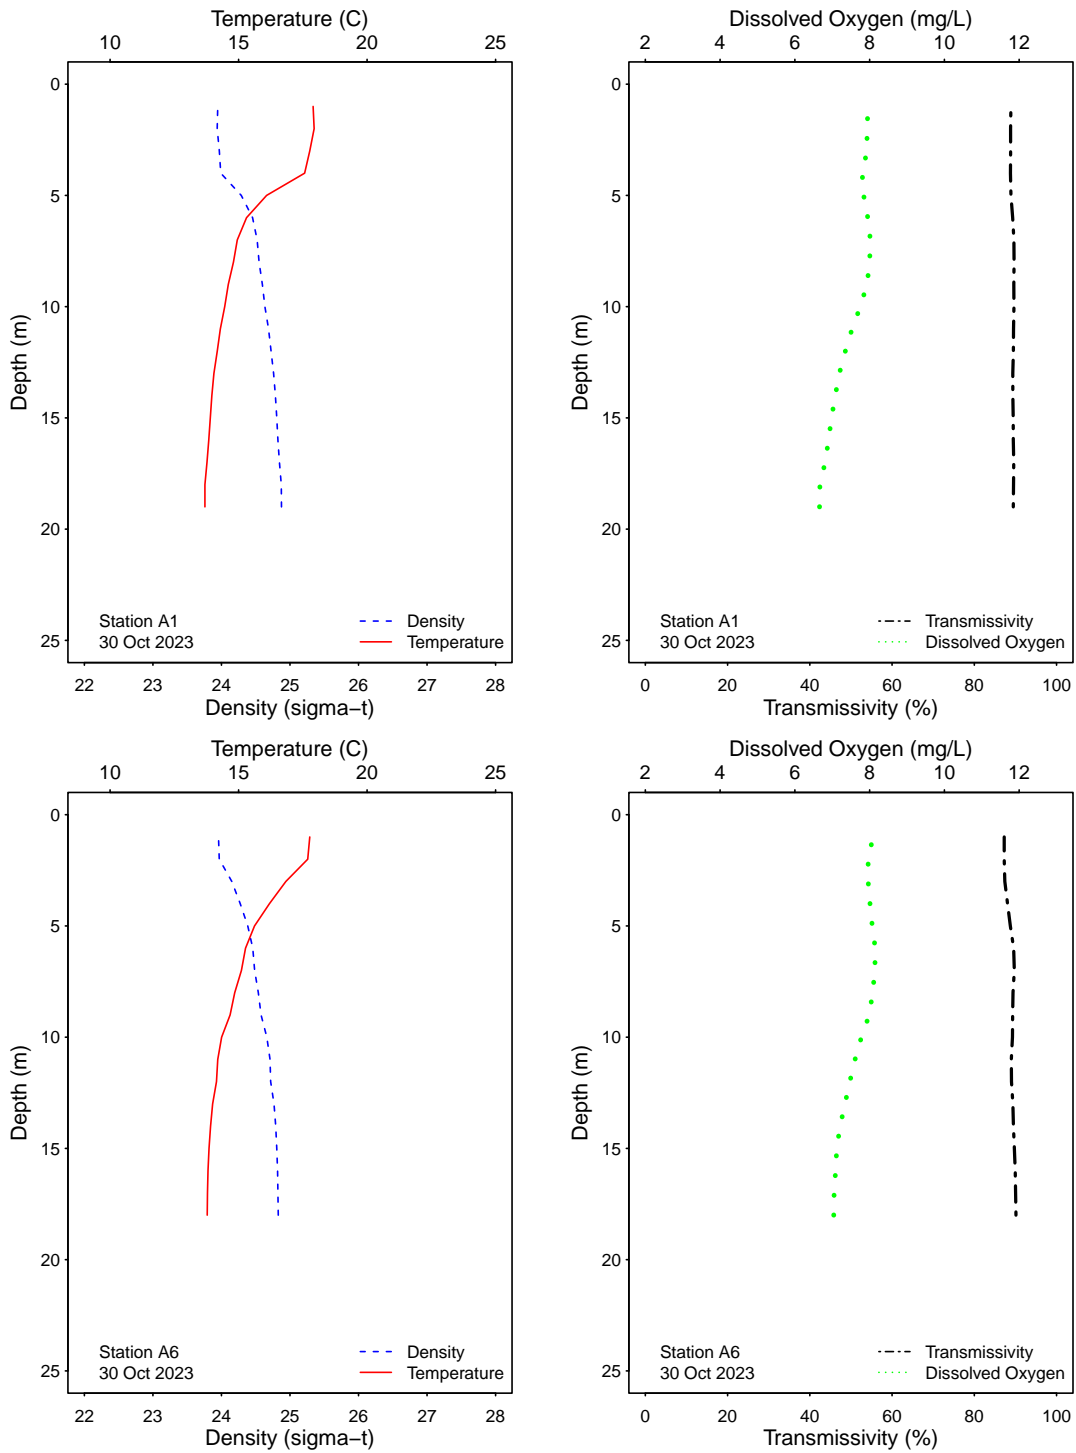 Temperature (C)
10 15 20 25
0
5
10
15
20
25
Depth (m)
Station A1
30 Oct 2023
Density
Temperature
22 23 24 25 26 27 28
Density (sigma−t)
Dissolved Oxygen (mg/L)
2 4 6 8 10 12
0
5
10
15
20
25
Depth (m)
Station A1
30 Oct 2023
Transmissivity
Dissolved Oxygen
0 20 40 60 80 100
Transmissivity (%)
Temperature (C)
10 15 20 25
0
5
10
15
20
25
Depth (m)
Station A6
30 Oct 2023
Density
Temperature
22 23 24 25 26 27 28
Density (sigma−t)
Dissolved Oxygen (mg/L)
2 4 6 8 10 12
0
5
10
15
20
25
Depth (m)
Station A6
30 Oct 2023
Transmissivity
Dissolved Oxygen
0 20 40 60 80 100
Transmissivity (%)